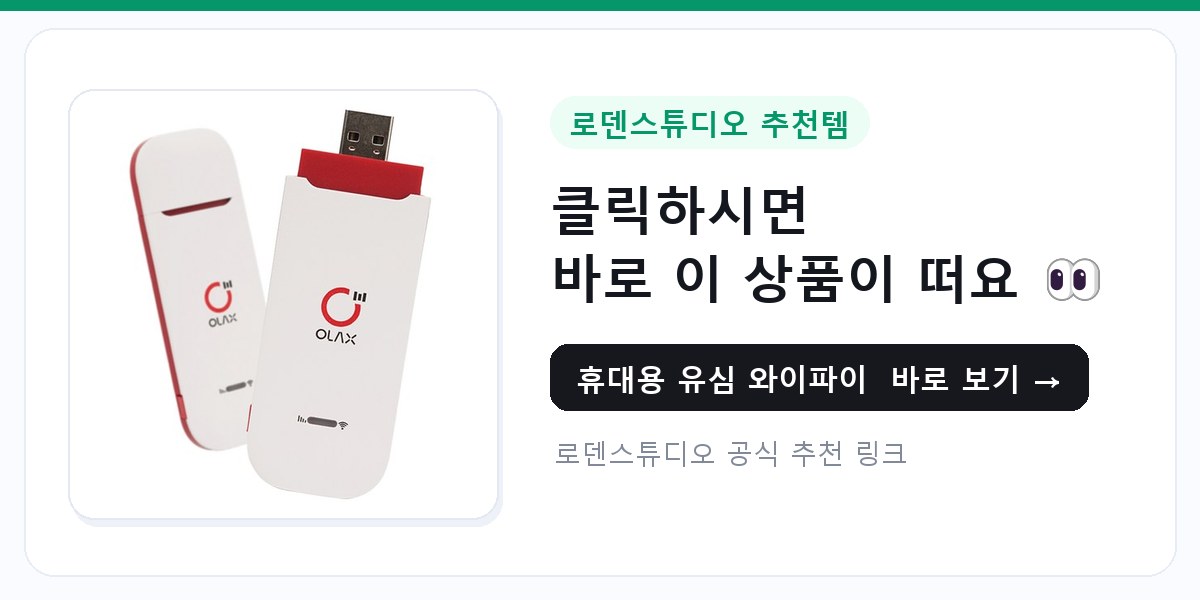 로덴스튜디오 추천템
클릭하시면
바로 이 상품이 떠요 👀
휴대용 유심 와이파이 바로 보기 →
로덴스튜디오 공식 추천 링크
OLAX
OLAX